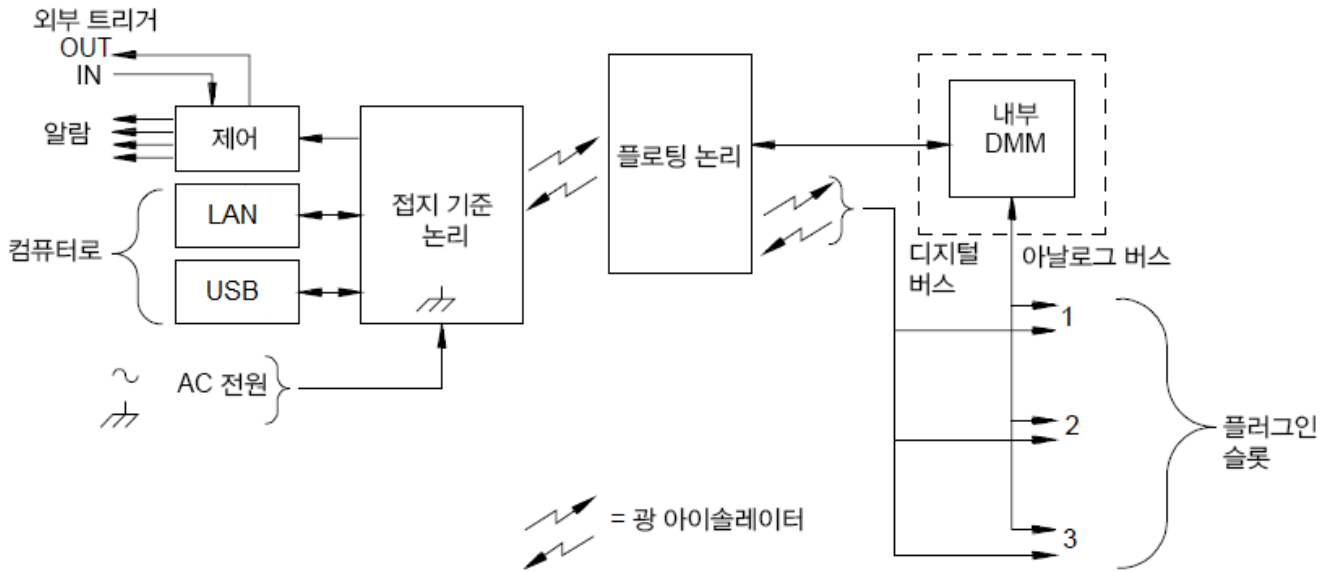 외부 트리거
OUT
IN
알람
제어
컴퓨터로
LAN
USB
AC 전원
접지 기준
논리
플로팅 논리
내부
DMM
디지털
버스
아날로그 버스
1
2
3
플러그인
슬롯
= 광 아이솔레이터